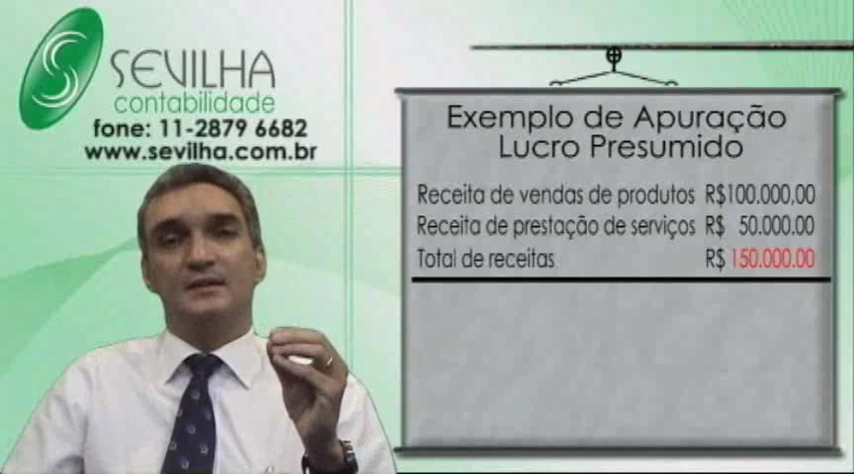 SEVILHA
contabilidade
fone: 11-2879 6682
www.sevilha.com.br
Exemplo de Apuração
Lucro Presumido
Receita de vendas de produtos R$100.000,00
Receita de prestação de serviços R$ 50.000.00
Total de receitas R$ 150.000.00